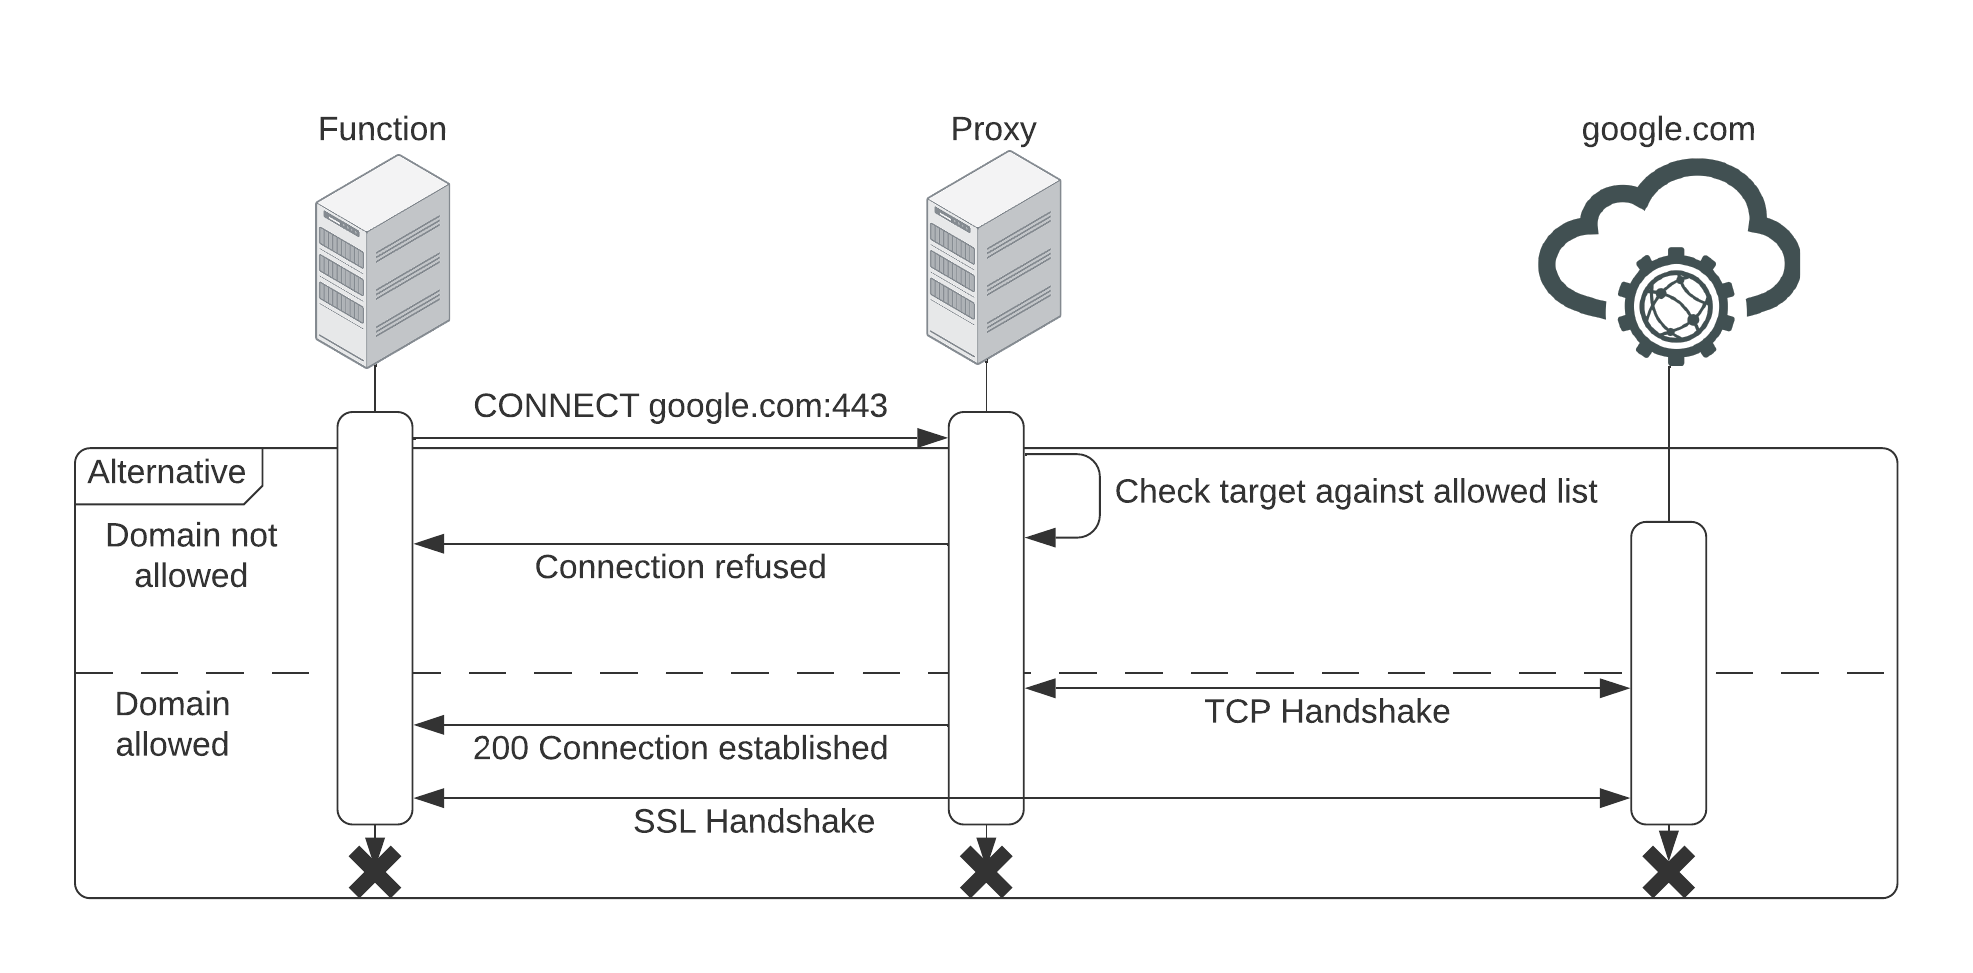 Function
Proxy
google.com
CONNECT google.com:443
Alternative
Check target against allowed list
Domain not
allowed
Connection refused
Domain
allowed
TCP Handshake
200 Connection established
SSL Handshake